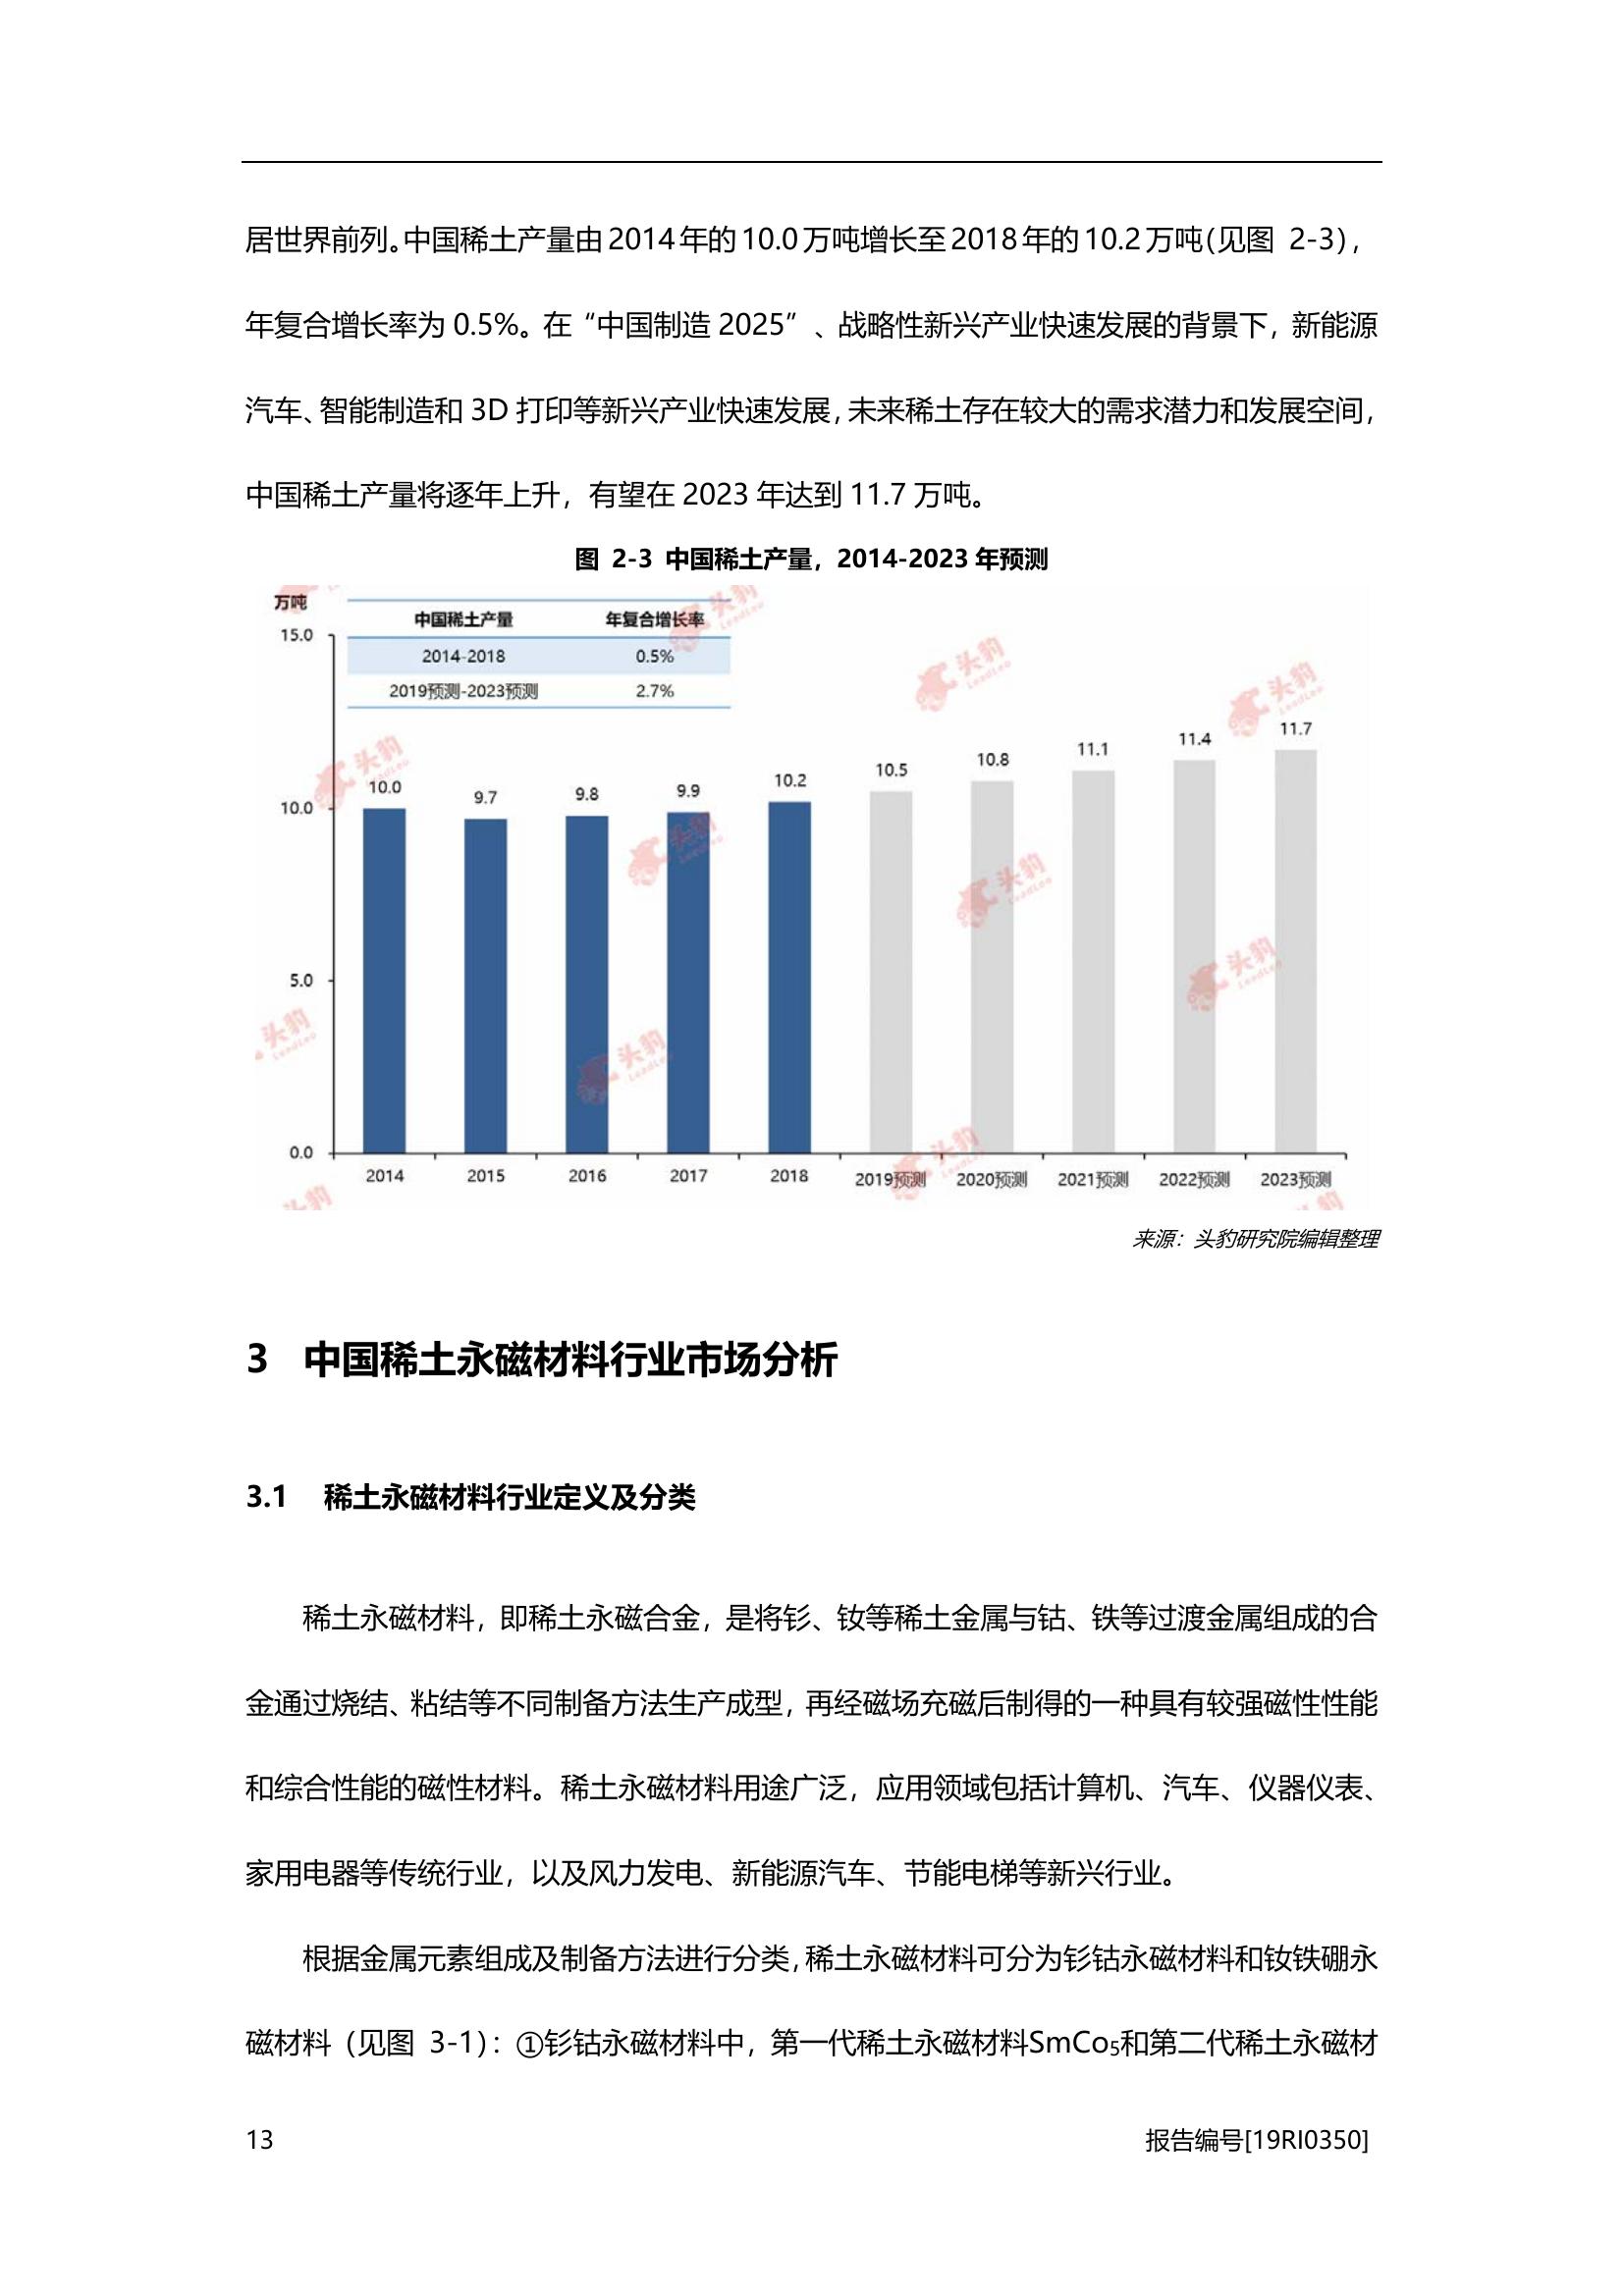 居世界前列。中国稀土产量由 2014 年的 10.0 万吨增长至 2018 年的 10.2 万吨（见图 2-3），
年复合增长率为 0.5%。在“中国制造 2025”、战略性新兴产业快速发展的背景下，新能源
汽车、智能制造和 3D 打印等新兴产业快速发展，未来稀土存在较大的需求潜力和发展空间，
中国稀土产量将逐年上升，有望在 2023 年达到 11.7 万吨。
图 2-3 中国稀土产量，2014-2023 年预测
万吨
中国稀土产量 年复合增长率
2014-2018 0.5%
2019预测-2023预测 2.7%
15.0
10.0
5.0
0.0
10.0 9.7 9.8 9.9 10.2 10.5 10.8 11.1 11.4 11.7
2014 2015 2016 2017 2018 2019预测 2020预测 2021预测 2022预测 2023预测
头豹
LeadLeo
来源：头豹研究院编辑整理
3 中国稀土永磁材料行业市场分析
3.1 稀土永磁材料行业定义及分类
稀土永磁材料，即稀土永磁合金，是将钐、钕等稀土金属与钴、铁等过渡金属组成的合
金通过烧结、粘结等不同制备方法生产成型，再经磁场充磁后制得的一种具有较强磁性性能
和综合性能的磁性材料。稀土永磁材料用途广泛，应用领域包括计算机、汽车、仪器仪表、
家用电器等传统行业，以及风力发电、新能源汽车、节能电梯等新兴行业。
根据金属元素组成及制备方法进行分类，稀土永磁材料可分为钐钴永磁材料和钕铁硼永
磁材料（见图 3-1）：①钐钴永磁材料中，第一代稀土永磁材料SmCo₅和第二代稀土永磁材
13 报告编号[19RI0350]